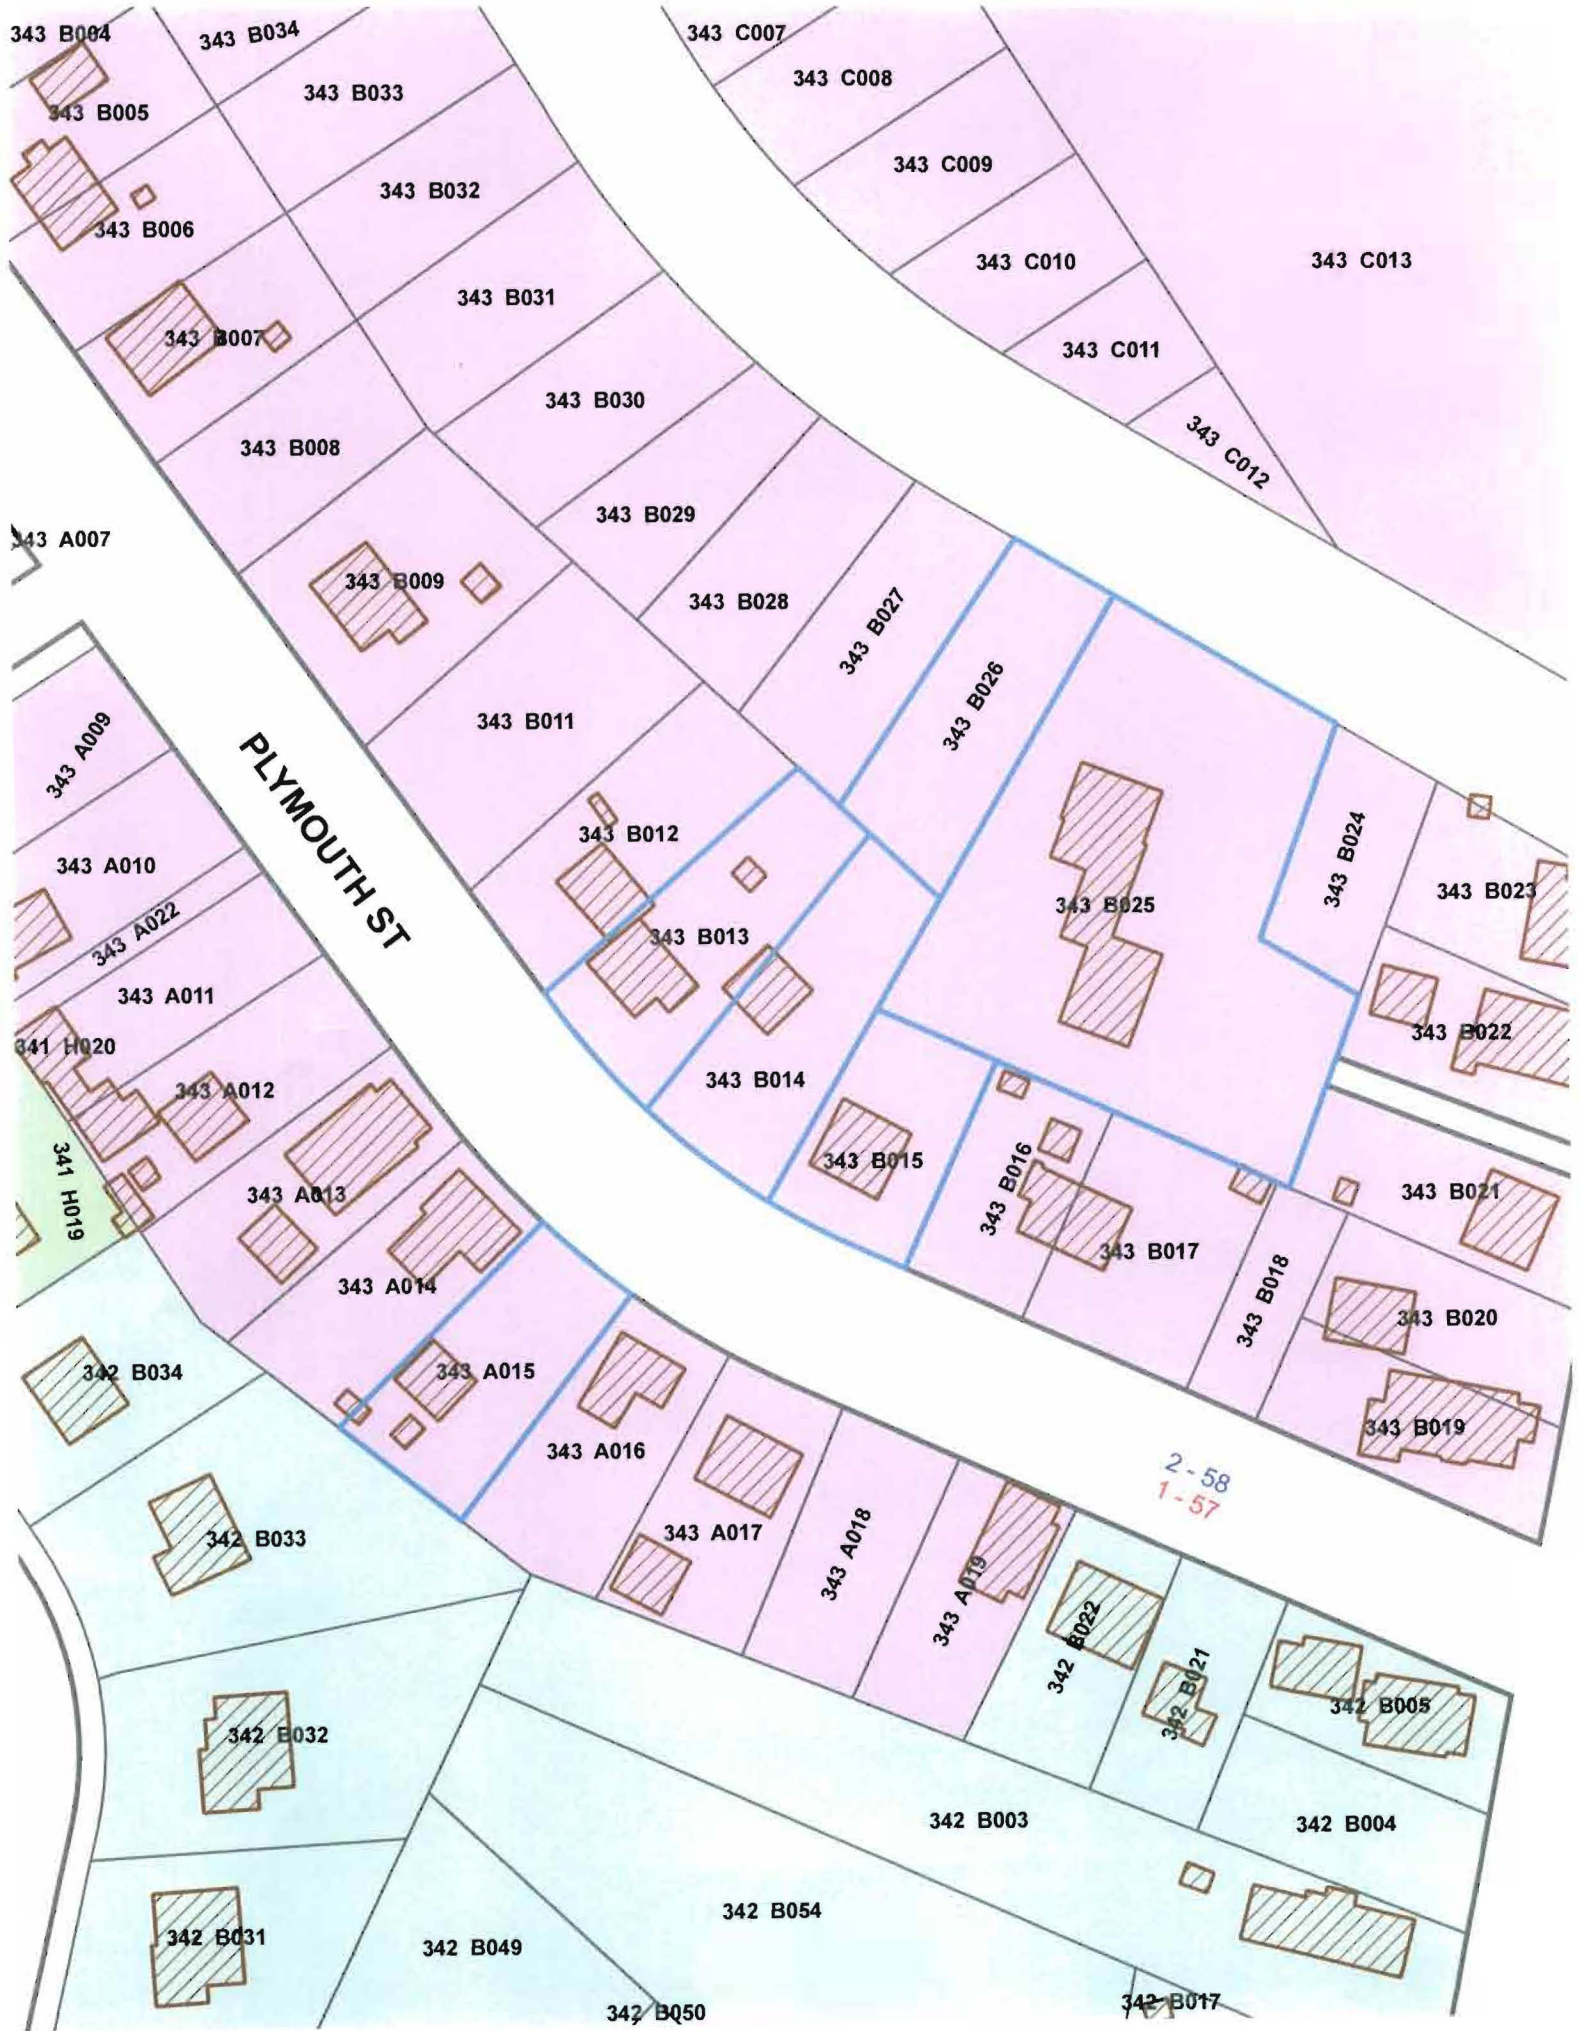 343 B004
343 B034
343 C007
343 C008
343 B005
343 B033
343 C009
343 B032
343 B006
343 C010
343 C013
343 B031
343 B007
343 C011
343 B030
343 B008
343 C012
343 B029
343 A007
343 B009
343 B028
343 B027
343 B026
343 B011
343 A009
PLYMOUTH ST
343 B012
343 A010
343 B024
343 B023
343 B025
343 A022
343 B013
343 A011
343 B022
341 H020
343 A012
343 B014
343 B015
343 B016
343 B021
341 H019
343 A013
343 B017
343 A014
343 B018
343 B020
342 B034
343 A015
343 B019
343 A016
2 - 58
1 - 57
343 A017
343 A018
342 B033
343 A019
342 B022
342 B021
342 B005
342 B032
342 B003
342 B004
342 B054
342 B031
342 B049
342 B050
342 B017